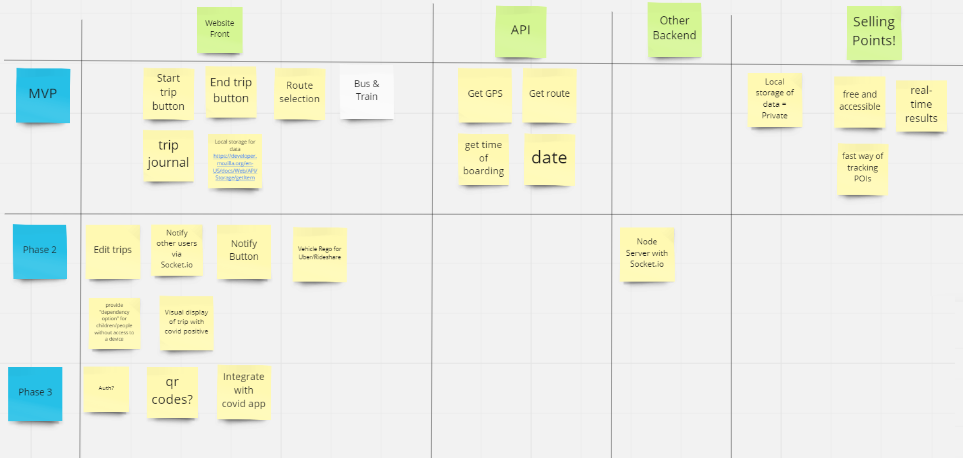 Website
Front
API
Other
Backend
Selling
Points!
MVP
Start
trip
button
End trip
button
Route
selection
Bus &
Train
Get GPS
Get route
Local
storage of
data =
Private
free and
accessible
real-
time
results
trip
journal
Local storage for
data
https://developer.
mozilla.org/en-
US/docs/Web/API/
Storage/getItem
get time
of
boarding
date
fast way of
tracking
POIs
Phase 2
Edit trips
Notify
other users
via
Socket.io
Notify
Button
Vehicle Rego for
Uber/Rideshare
Node
Server with
Socket.io
provide
"dependency
option" for
children/people
without access to
a device
Visual display
of trip with
covid positive
Phase 3
Auth?
qr
codes?
Integrate
with
covid app